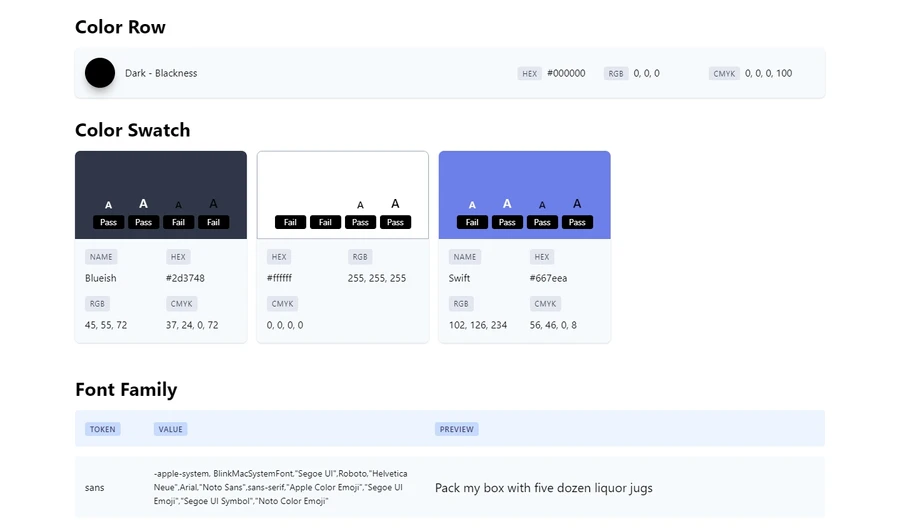 Color Row
Dark - Blackness HEX #000000 RGB 0, 0, 0 CMYK 0, 0, 0, 100
Color Swatch
A A A A
Pass Pass Fail Fail
NAME HEX
Blueish #2d3748
RGB CMYK
45, 55, 72 37, 24, 0, 72
A A
Fail Fail Pass Pass
HEX RGB
#ffffff 255, 255, 255
CMYK
0, 0, 0, 0
A A A A
Fail Pass Pass Pass
NAME HEX
Swift #667eea
RGB CMYK
102, 126, 234 56, 46, 0, 8
Font Family
TOKEN VALUE PREVIEW
sans
-apple-system, BlinkMacSystemFont,"Segoe UI",Roboto,"Helvetica
Neue",Arial,"Noto Sans",sans-serif,"Apple Color Emoji","Segoe UI
Emoji","Segoe UI Symbol","Noto Color Emoji"
Pack my box with five dozen liquor jugs